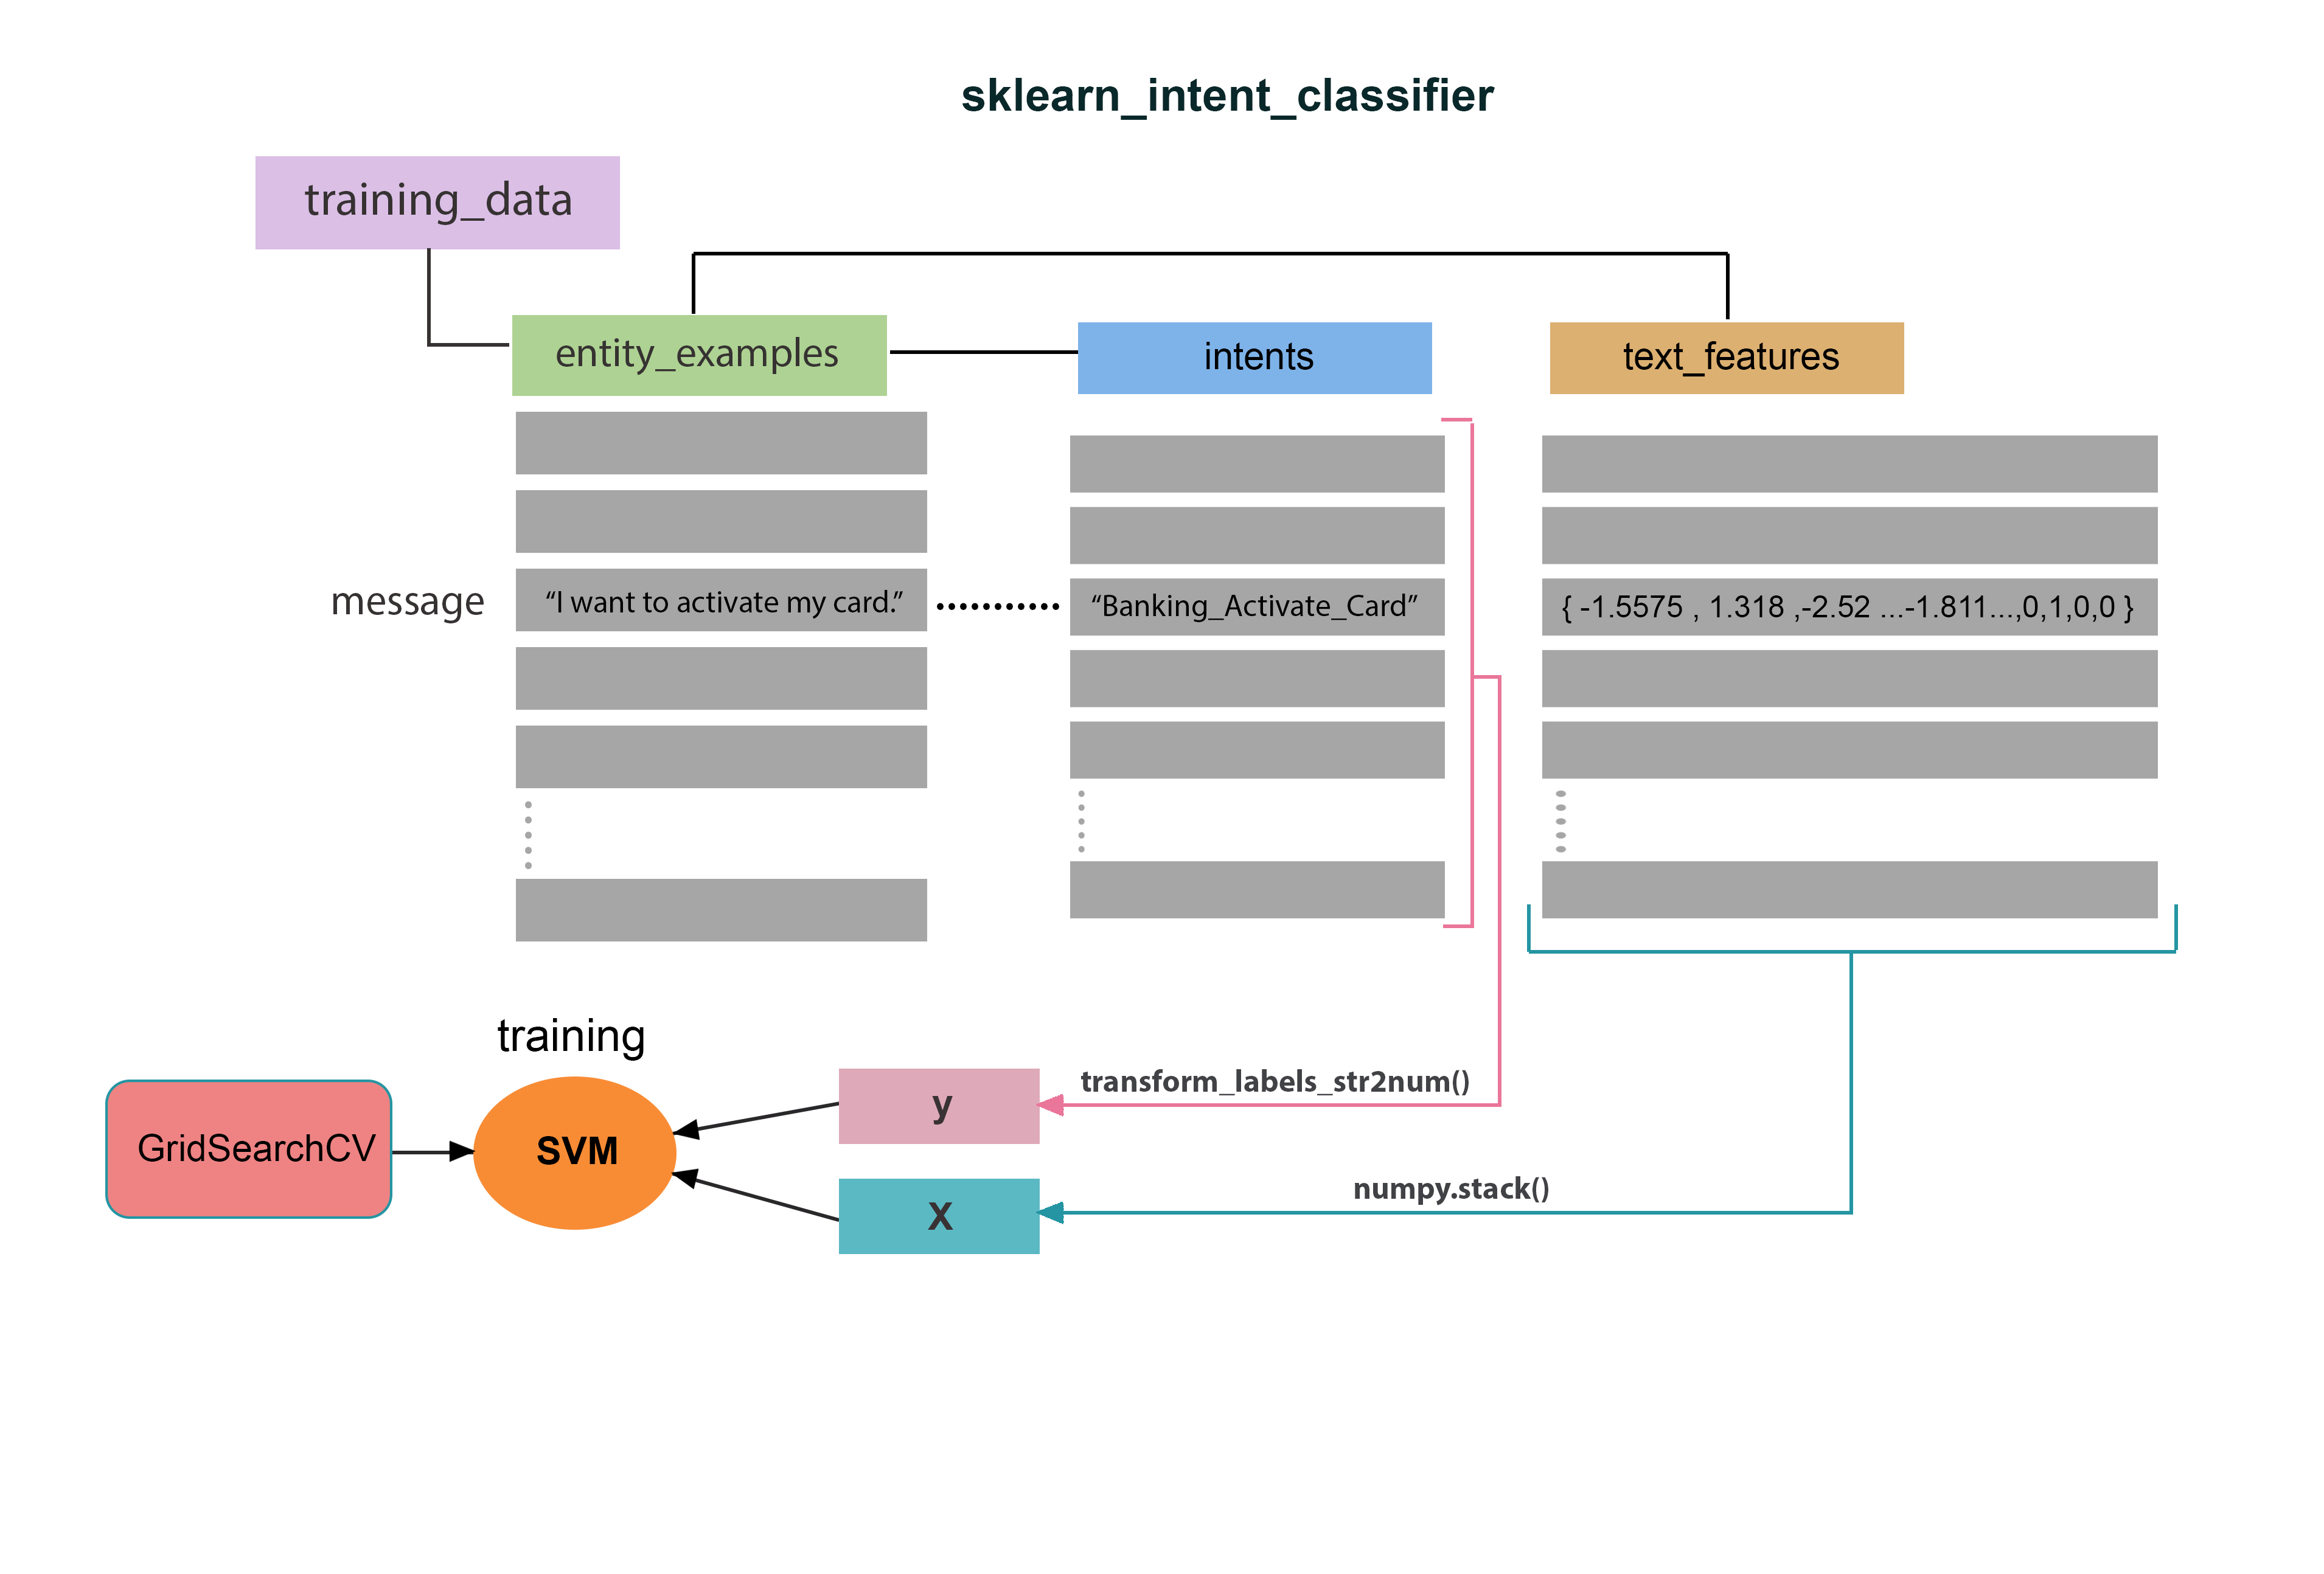 sklearn_intent_classifier
training_data
entity_examples
intents
text_features
message
“I want to activate my card.”
“Banking_Activate_Card”
{ -1.5575 , 1.318 ,-2.52 ...-1.811...,0,1,0,0 }
training
GridSearchCV
SVM
y
transform_labels_str2num()
X
numpy.stack()